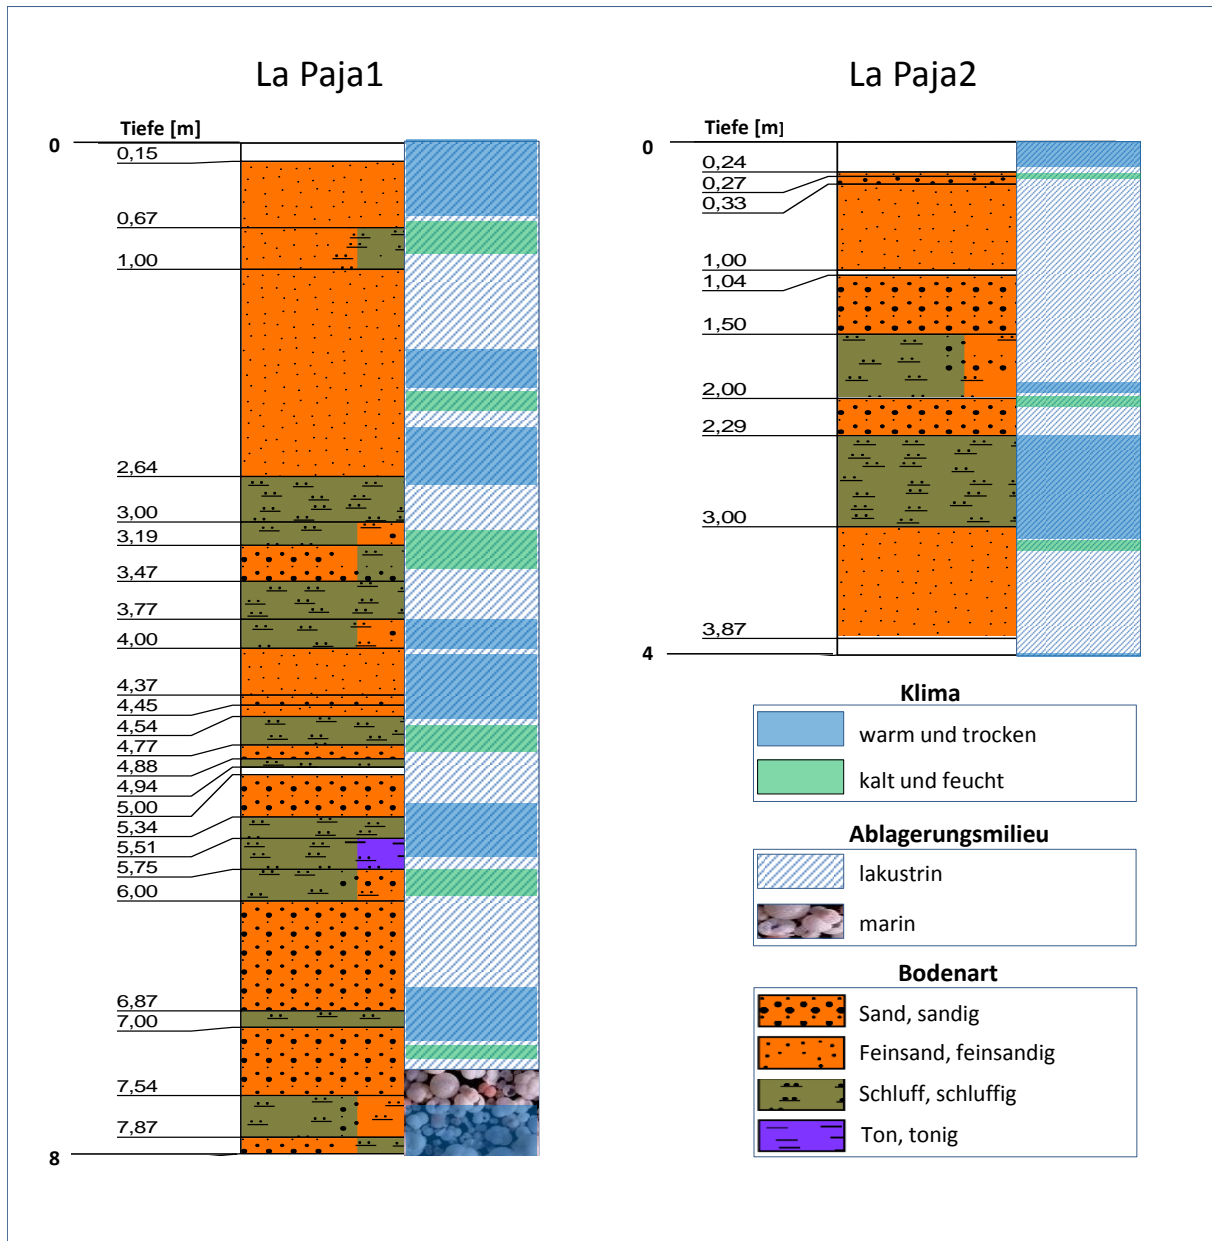 La Paja1
Tiefe [m]
0
0,15
0,67
1,00
2,64
3,00
3,19
3,47
3,77
4,00
4,37
4,45
4,54
4,77
4,88
4,94
5,00
5,34
5,51
5,75
6,00
6,87
7,00
7,54
7,87
8
La Paja2
Tiefe [m]
0
0,24
0,27
0,33
1,00
1,04
1,50
2,00
2,29
3,00
3,87
4
Klima
warm und trocken
kalt und feucht
Ablagerungsmilieu
lakustrin
marin
Bodenart
Sand, sandig
Feinsand, feinsandig
Schluff, schluffig
Ton, tonig